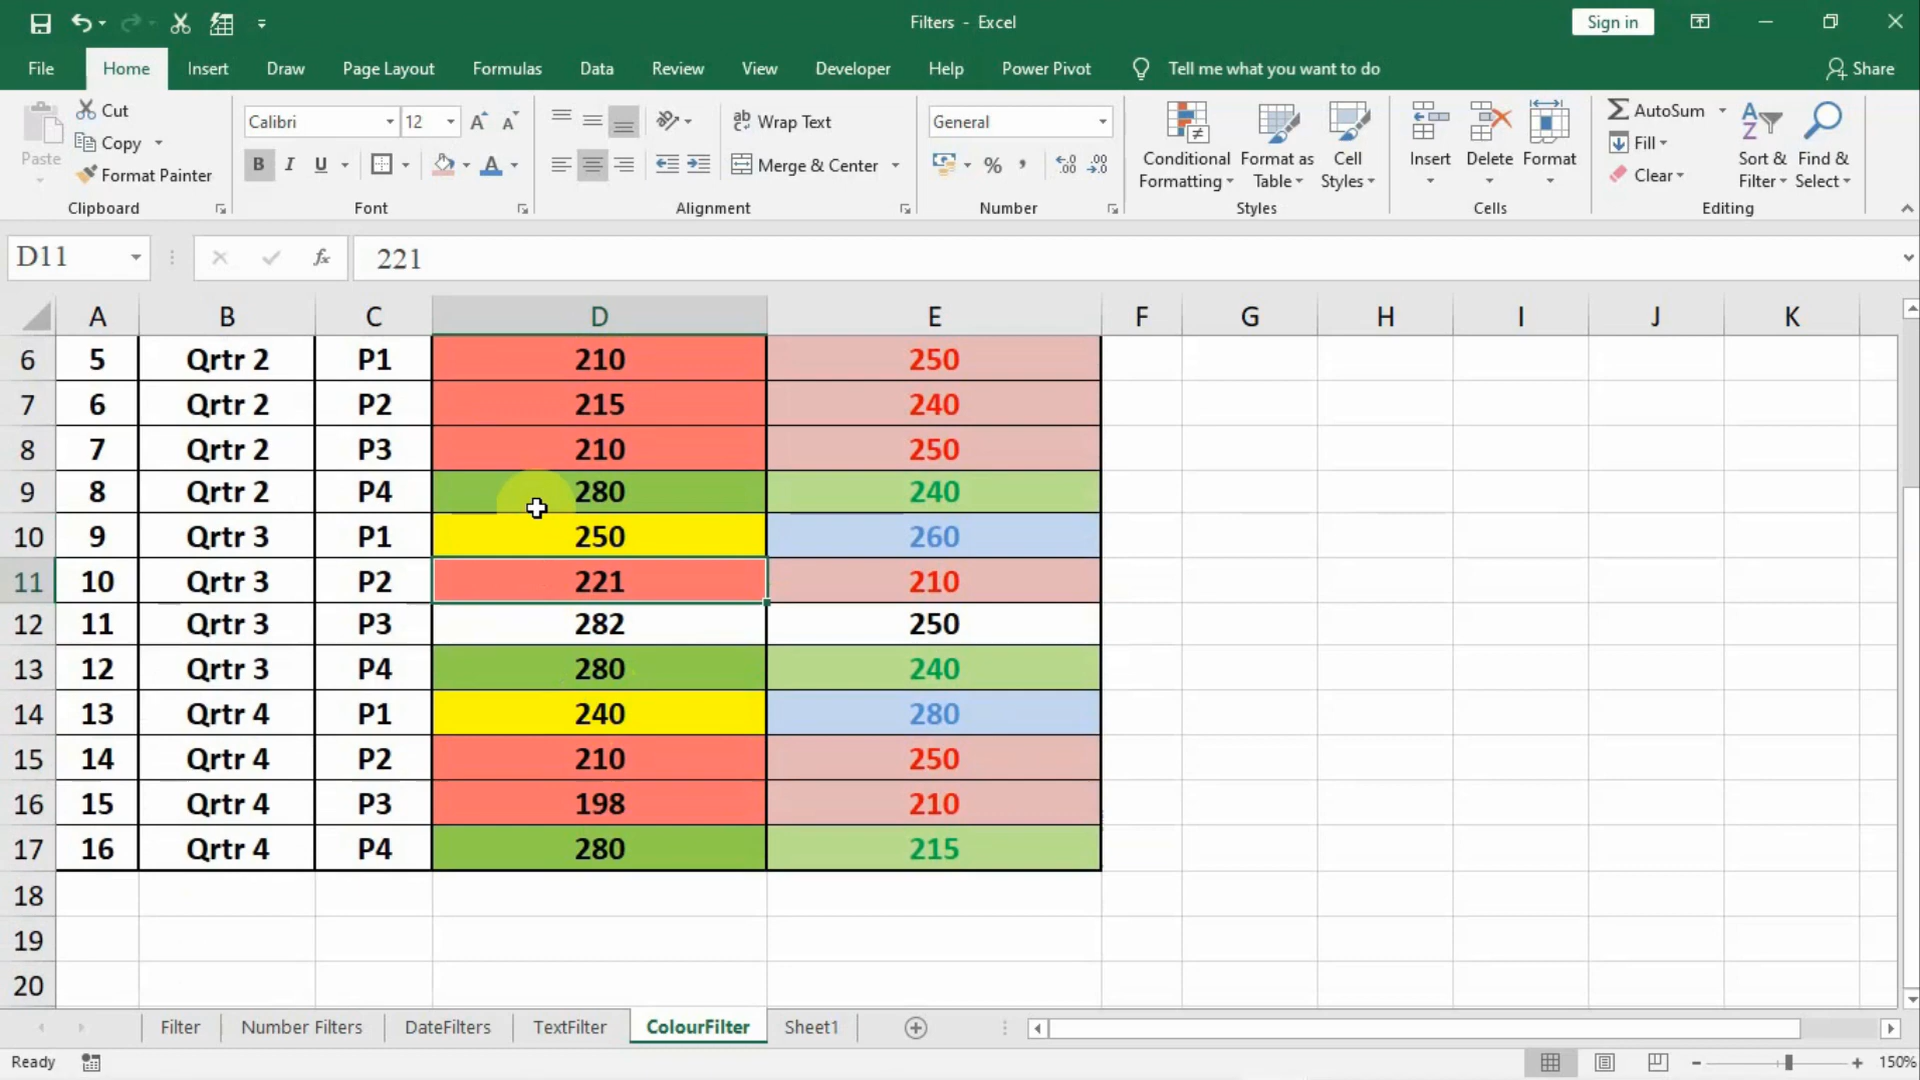 Filters - Excel
Sign in
File Home Insert Draw Page Layout Formulas Data Review View Developer Help Power Pivot Tell me what you want to do Share
Paste Cut
Copy
Format Painter
Clipboard
Calibri 12
B I U A
Font
ab Wrap Text
Merge & Center
Alignment
General
% ,
Number
Conditional Formatting
Format as Table
Cell Styles
Styles
Insert Delete Format
Cells
AutoSum
Fill
Clear
Sort & Filter
Find & Select
Editing
D11 fx 221
A B C D E F G H I J K
6 5 Qrtr 2 P1 210 250
7 6 Qrtr 2 P2 215 240
8 7 Qrtr 2 P3 210 250
9 8 Qrtr 2 P4 280 240
10 9 Qrtr 3 P1 250 260
11 10 Qrtr 3 P2 221 210
12 11 Qrtr 3 P3 282 250
13 12 Qrtr 3 P4 280 240
14 13 Qrtr 4 P1 240 280
15 14 Qrtr 4 P2 210 250
16 15 Qrtr 4 P3 198 210
17 16 Qrtr 4 P4 280 215
18
19
20
Filter Number Filters DateFilters TextFilter ColourFilter Sheet1
Ready 150%